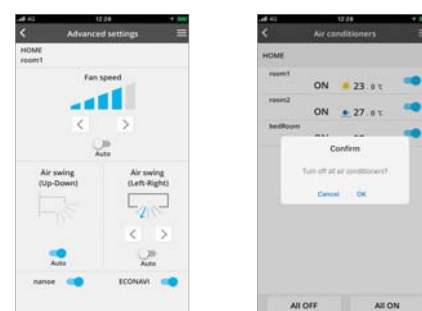 4G 12:28
Advanced settings
HOME
room1
Fan speed
Auto
Air swing
(Up-Down)
Air swing
(Left-Right)
Auto
Auto
nanoe
ECONAVI
4G 12:28
Air conditioners
HOME
room1
ON 23.0 ℃
room2
ON 27.0 ℃
bedRoom
Confirm
Turn off all air conditioners?
Cancel OK
All OFF All ON